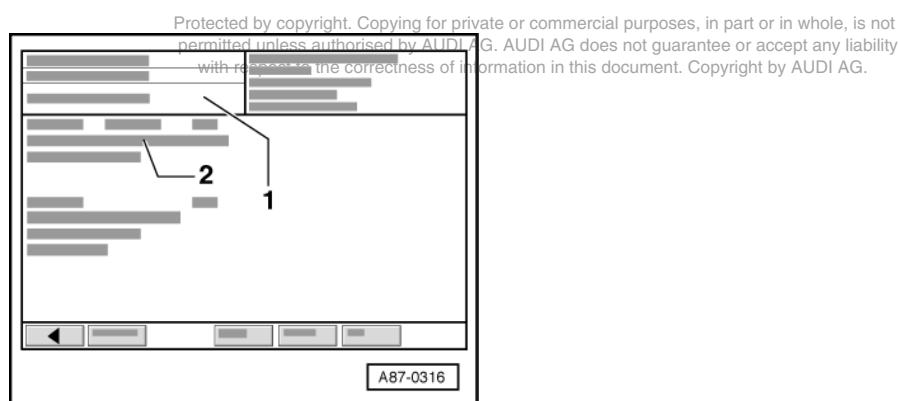 Protected by copyright. Copying for private or commercial purposes, in part or in whole, is not
permitted unless authorised by AUDI AG. AUDI AG does not guarantee or accept any liability
with respect to the correctness of information in this document. Copyright by AUDI AG.
2
1
A87-0316